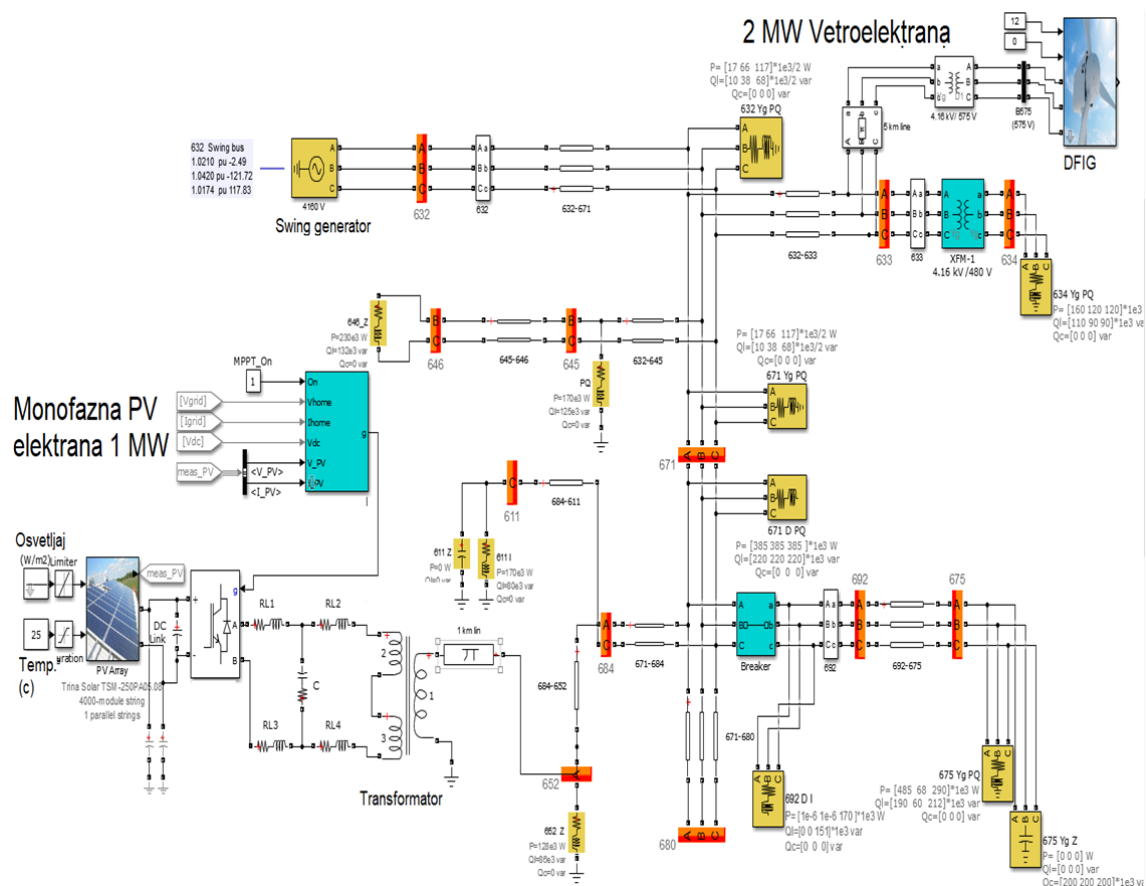 2 MW Vetroelektrana
12
0
P= [17 66 117]*1e3/2 W
Ql=[10 38 68]*1e3/2 var
Qc=[0 0 0] var
632 Yg PQ
4.16 kV/ 575 V
B575
(575 V)
DFIG
5 km line
632 Swing bus
1.0210 pu -2.49
1.0420 pu -121.72
1.0174 pu 117.83
4160 V
Swing generator
632
632
632-671
632-633
633
633
XFM-1
4.16 kV/480 V
634
634 Yg PQ
P= [160 120 120]*1e3
Ql=[110 90 90]*1e3 va
Qc=[0 0 0] var
646_Z
P=230e3 W
Ql=132e3 var
Qc=0 var
646
645-646
645
632-645
PQ
P=170e3 W
Ql=125e3 var
Qc=0 var
P= [17 66 117]*1e3/2 W
Ql=[10 38 68]*1e3/2 var
Qc=[0 0 0] var
671 Yg PQ
671
671 D PQ
P= [385 385 385 ]*1e3 W
Ql=[220 220 220]*1e3 var
Qc=[0 0 0] var
Monofazna PV
elektrana 1 MW
MPPT_On
1
[Vgrid]
[Igrid]
[Vdc]
meas_PV
<V_PV>
<I_PV>
On
Vhome
Ihome
Vdc
V_PV
I_PV
g
611
684-611
611 Z
P=0 W
611 I
P=170e3 W
Ql=80e3 var
Qc=0 var
Osvetljaj
(W/m2)
Limiter
meas_PV
25
Temp.
(c)
PV Array
Trina Solar TSM-250PA05.08
4000-module string
1 parallel strings
DC
Link
g
A
B
RL1
RL2
C
RL3
RL4
2
3
1
Transformator
1 km lin
684
684-652
671-684
652
652 Z
P=128e3 W
Ql=86e3 var
Qc=0 var
Breaker
692
692
692-675
675
671-680
680
692 D I
P= [1e-6 1e-6 170]*1e3 W
Ql=[0 0 151]*1e3 var
Qc=[0 0 0] var
675 Yg PQ
P= [485 68 290]*1e3 W
Ql=[190 60 212]*1e3 var
Qc=[0 0 0] var
675 Yg Z
P= [0 0 0] W
Ql=[0 0 0] var
Qc=[200 200 200]*1e3 va